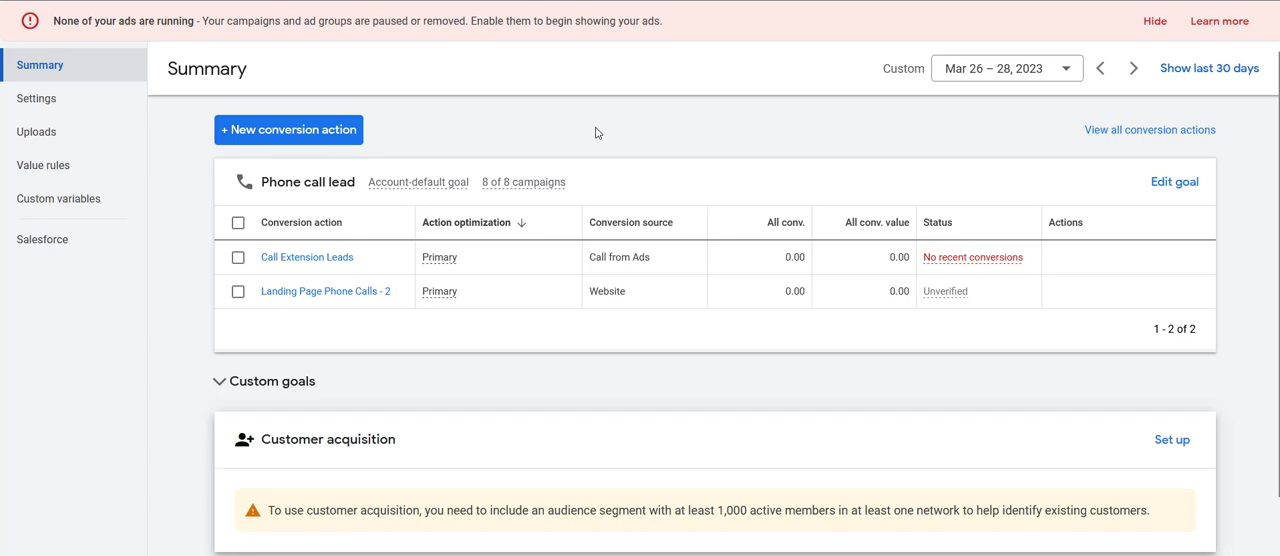 None of your ads are running - Your campaigns and ad groups are paused or removed. Enable them to begin showing your ads.
Hide
Learn more
Summary
Settings
Uploads
Value rules
Custom variables
Salesforce
Summary
Custom
Mar 26 – 28, 2023
Show last 30 days
+ New conversion action
View all conversion actions
Phone call lead
Account-default goal
8 of 8 campaigns
Edit goal
Conversion action
Action optimization
Conversion source
All conv.
All conv. value
Status
Actions
Call Extension Leads
Primary
Call from Ads
0.00
0.00
No recent conversions
Landing Page Phone Calls - 2
Primary
Website
0.00
0.00
Unverified
1 - 2 of 2
Custom goals
Customer acquisition
Set up
To use customer acquisition, you need to include an audience segment with at least 1,000 active members in at least one network to help identify existing customers.